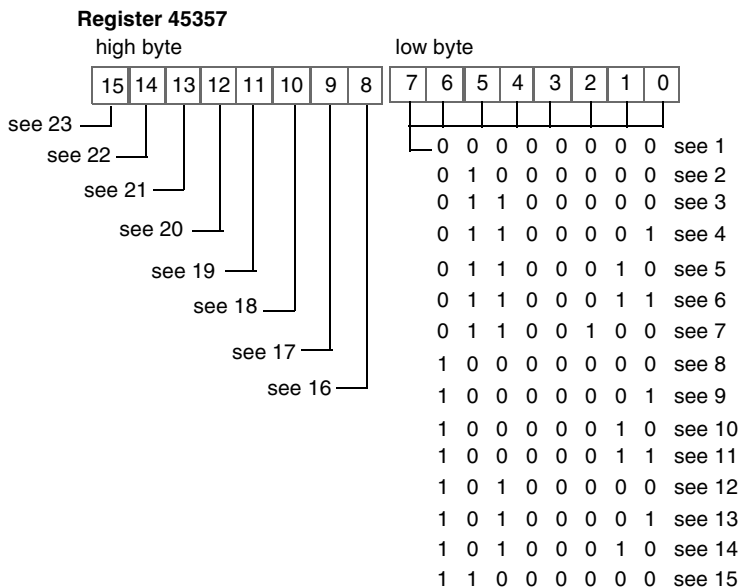 Register 45357
high byte low byte
15 14 13 12 11 10 9 8 7 6 5 4 3 2 1 0
see 23
see 22
see 21
see 20
see 19
see 18
see 17
see 16
0 0 0 0 0 0 0 0 see 1
0 1 0 0 0 0 0 0 see 2
0 1 1 0 0 0 0 0 see 3
0 1 1 0 0 0 0 1 see 4
0 1 1 0 0 0 1 0 see 5
0 1 1 0 0 0 1 1 see 6
0 1 1 0 0 1 0 0 see 7
1 0 0 0 0 0 0 0 see 8
1 0 0 0 0 0 0 1 see 9
1 0 0 0 0 0 1 0 see 10
1 0 0 0 0 0 1 1 see 11
1 0 1 0 0 0 0 0 see 12
1 0 1 0 0 0 0 1 see 13
1 0 1 0 0 0 1 0 see 14
1 1 0 0 0 0 0 0 see 15